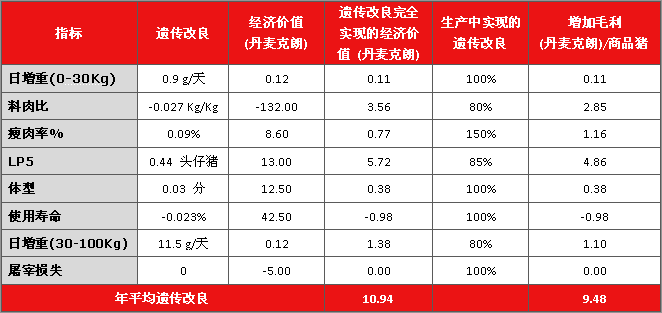 指标 遗传改良 经济价值(丹麦克朗) 遗传改良完全实现的经济价值 (丹麦克朗) 生产中实现的遗传改良 增加毛利(丹麦克朗)/商品猪
日增重(0-30Kg) 0.9 g/天 0.12 0.11 100% 0.11
料肉比 -0.027 Kg/Kg -132.00 3.56 80% 2.85
瘦肉率% 0.09% 8.60 0.77 150% 1.16
LP5 0.44 头仔猪 13.00 5.72 85% 4.86
体型 0.03 分 12.50 0.38 100% 0.38
使用寿命 -0.023% 42.50 -0.98 100% -0.98
日增重(30-100Kg) 11.5 g/天 0.12 1.38 80% 1.10
屠宰损失 0 -5.00 0.00 100% 0.00
年平均遗传改良 10.94 9.48